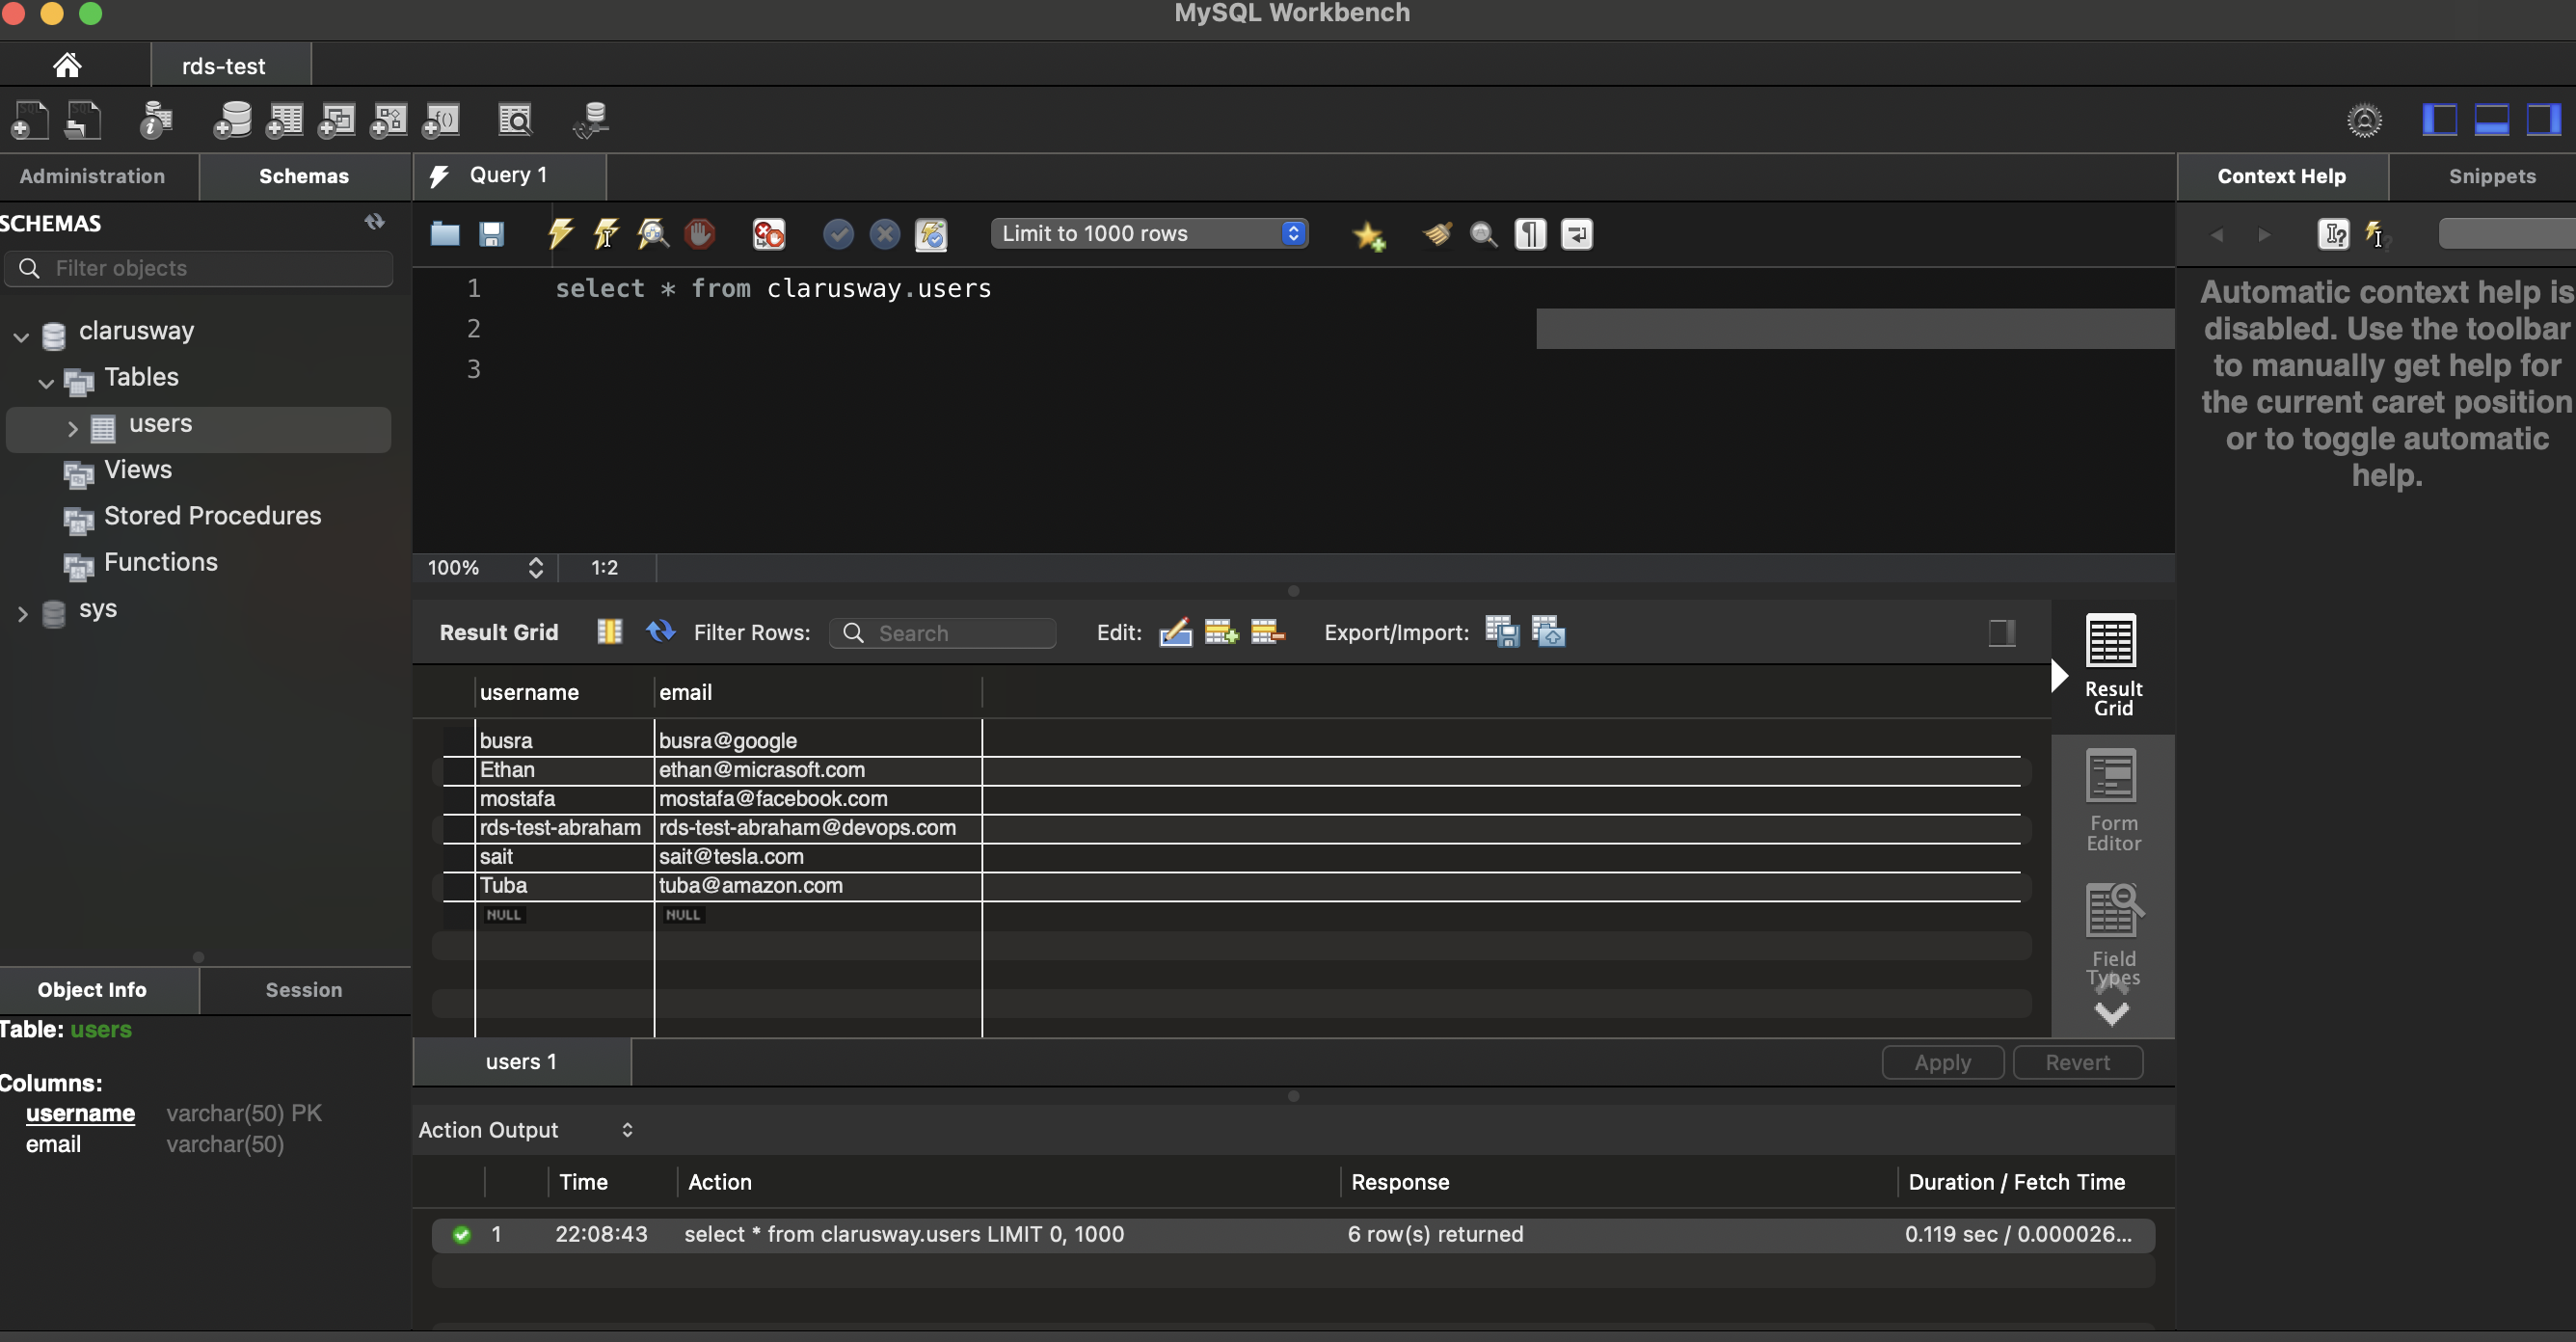 MySQL Workbench
rds-test
Administration
Schemas
Query 1
Context Help
Snippets
SCHEMAS
Filter objects
Limit to 1000 rows
1 select * from clarusway.users
2
3
clarusway
Tables
users
Views
Stored Procedures
Functions
sys
Automatic context help is
disabled. Use the toolbar
to manually get help for
the current caret position
or to toggle automatic
help.
100% 1:2
Result Grid Filter Rows: Search Edit: Export/Import:
username email
busra busra@google
Ethan ethan@micrasoft.com
mostafa mostafa@facebook.com
rds-test-abraham rds-test-abraham@devops.com
sait sait@tesla.com
Tuba tuba@amazon.com
NULL NULL
Result
Grid
Form
Editor
Field
Types
Object Info
Session
Table: users
Columns:
username varchar(50) PK
email varchar(50)
users 1
Apply
Revert
Action Output
Time Action Response Duration / Fetch Time
1 22:08:43 select * from clarusway.users LIMIT 0, 1000 6 row(s) returned 0.119 sec / 0.000026...